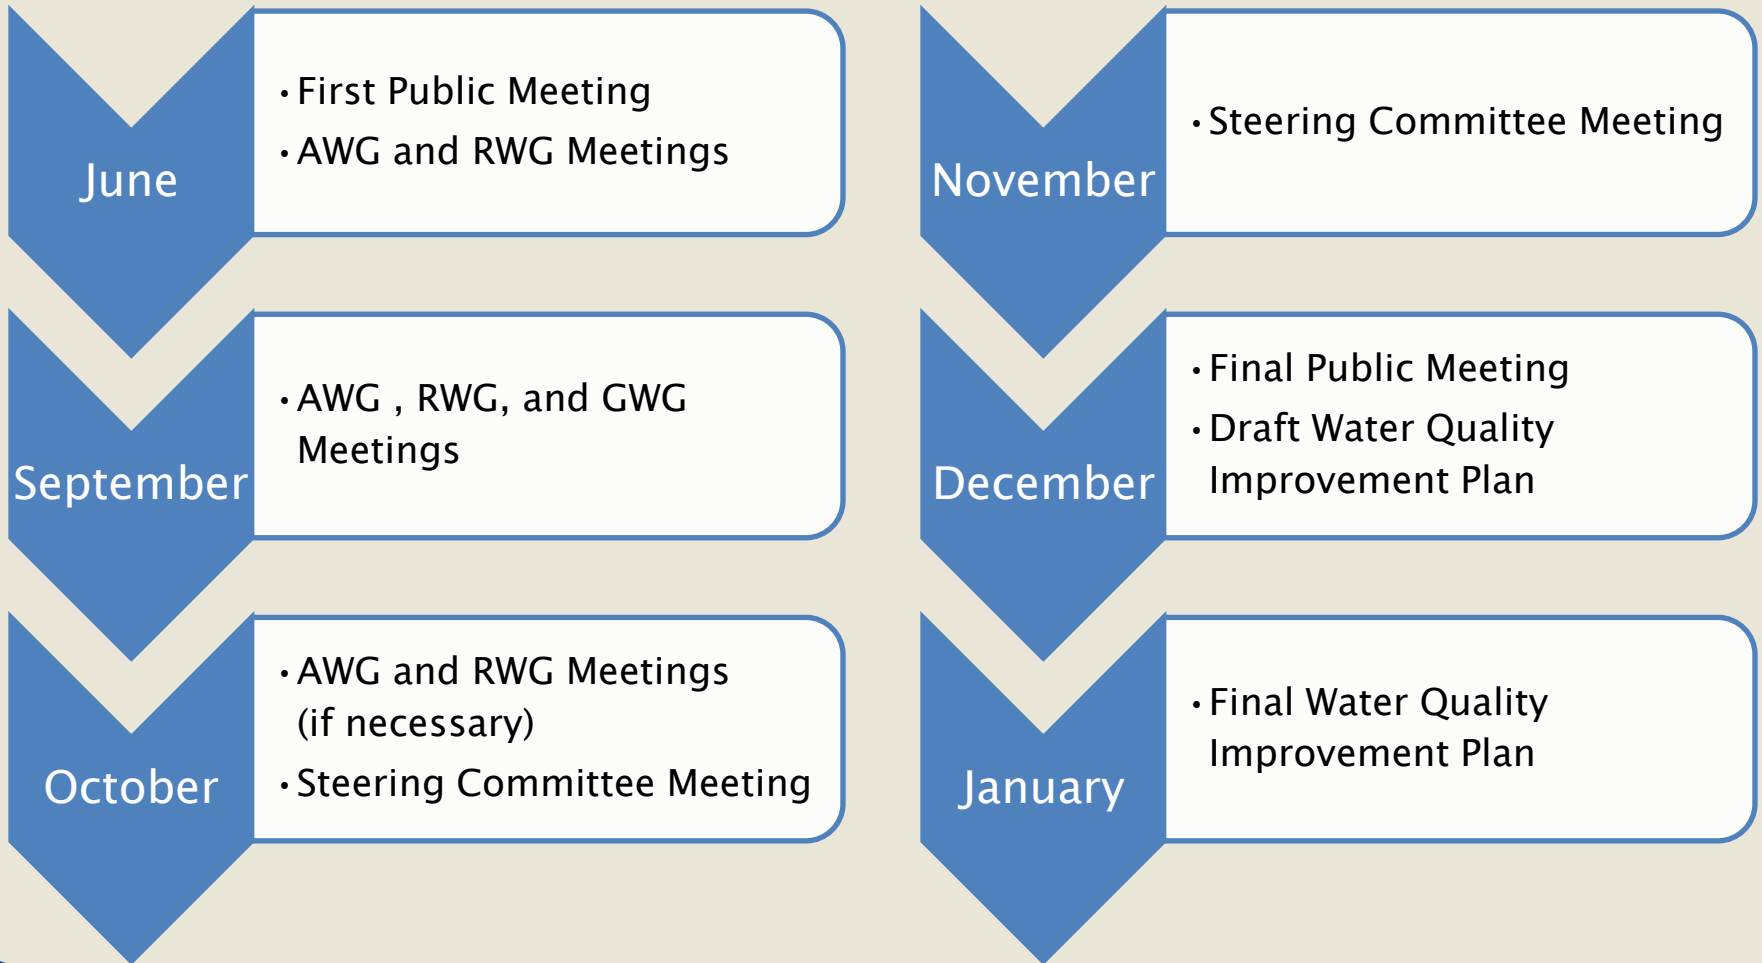 June
• First Public Meeting
• AWG and RWG Meetings
September
• AWG , RWG, and GWG
Meetings
October
• AWG and RWG Meetings
(if necessary)
• Steering Committee Meeting
November
• Steering Committee Meeting
December
• Final Public Meeting
• Draft Water Quality
Improvement Plan
January
• Final Water Quality
Improvement Plan